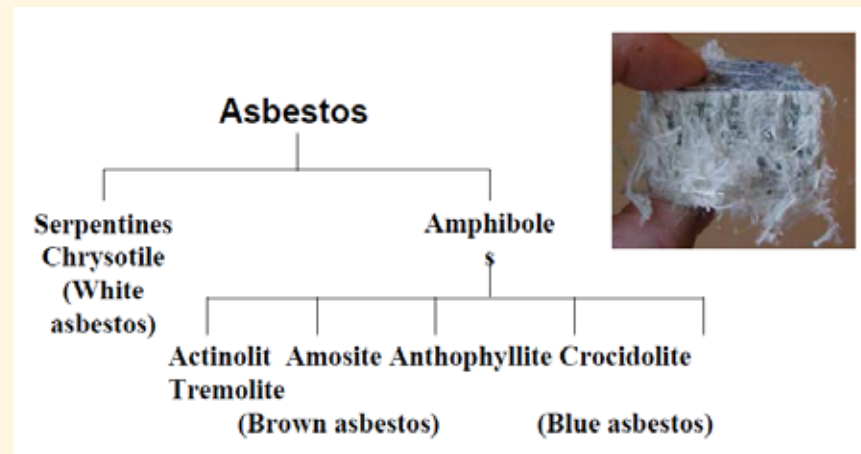 Asbestos
Serpentines
Chrysotile
(White
asbestos)
Amphibole
s
Actinolit Amosite Anthophyllite Crocidolite
Tremolite
(Brown asbestos) (Blue asbestos)